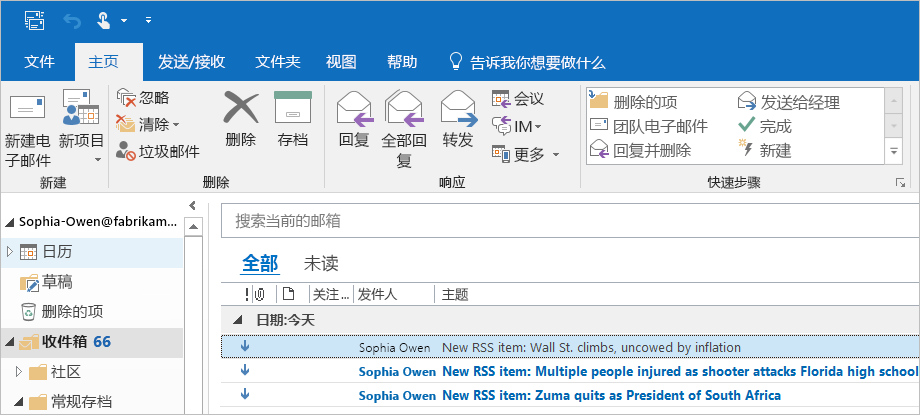 文件 主页 发送/接收 文件夹 视图 帮助 告诉我你想要做什么
新建电子邮件
新项目
新建
忽略
清除
垃圾邮件
删除
存档
删除
回复
全部回复
转发
会议
IM
更多
响应
删除的项
团队电子邮件
回复并删除
发送给经理
完成
新建
快速步骤
Sophia-Owen@fabrikam...
日历
草稿
删除的项
收件箱 66
社区
常规存档
搜索当前的邮箱
全部 未读
! 关注... 发件人 主题
日期:今天
Sophia Owen New RSS item: Wall St. climbs, uncowed by inflation
Sophia Owen New RSS item: Multiple people injured as shooter attacks Florida high school
Sophia Owen New RSS item: Zuma quits as President of South Africa